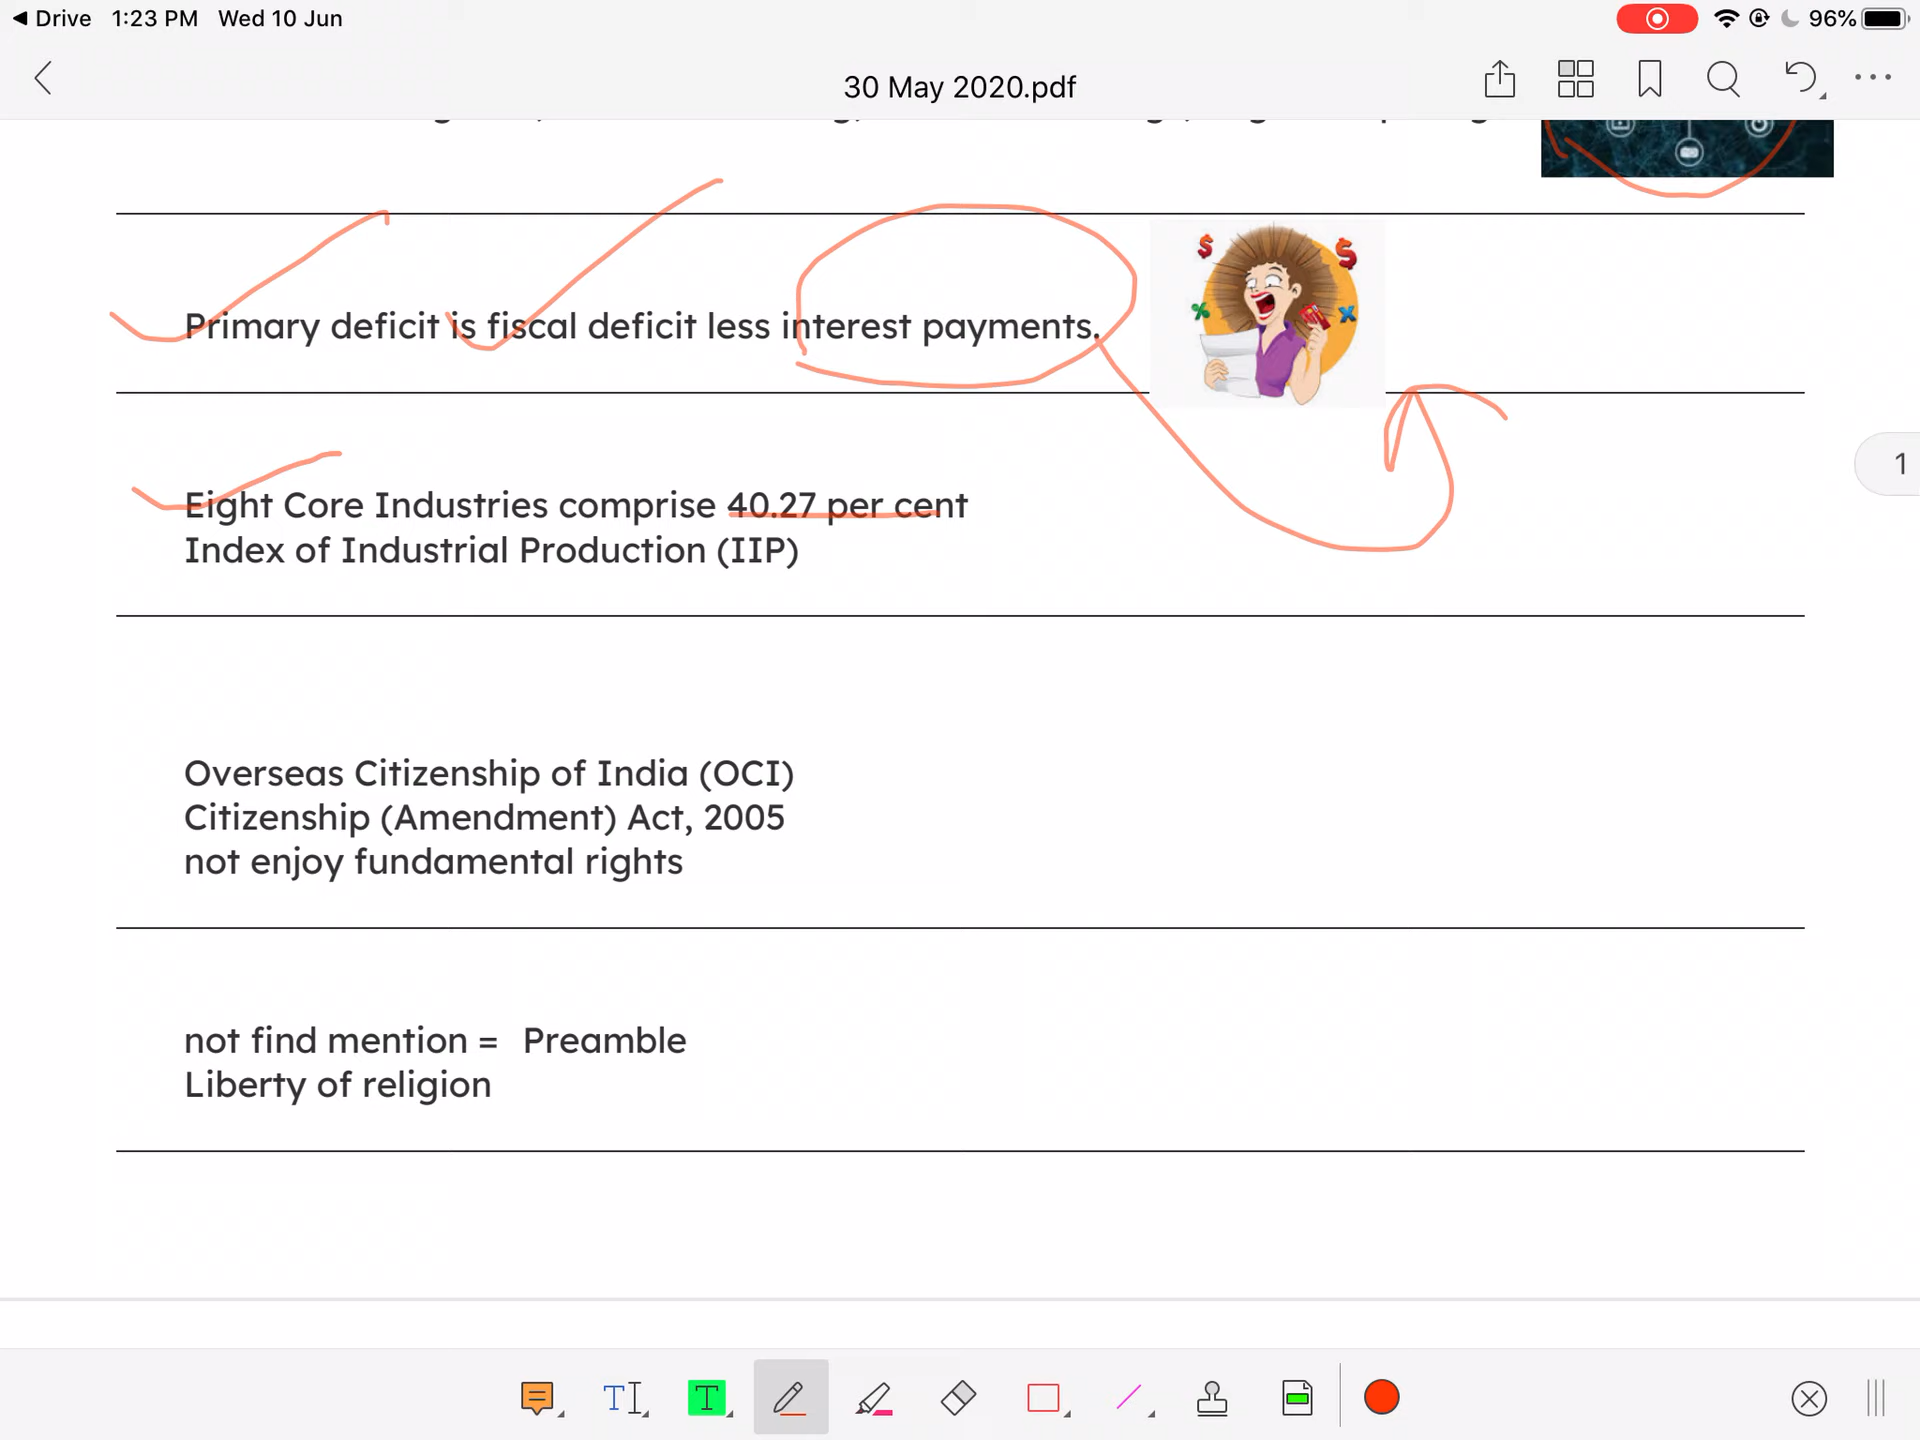 Drive 1:23 PM Wed 10 Jun
96%
30 May 2020.pdf
Primary deficit is fiscal deficit less interest payments.
Eight Core Industries comprise 40.27 per cent
Index of Industrial Production (IIP)
1
Overseas Citizenship of India (OCI)
Citizenship (Amendment) Act, 2005
not enjoy fundamental rights
not find mention = Preamble
Liberty of religion